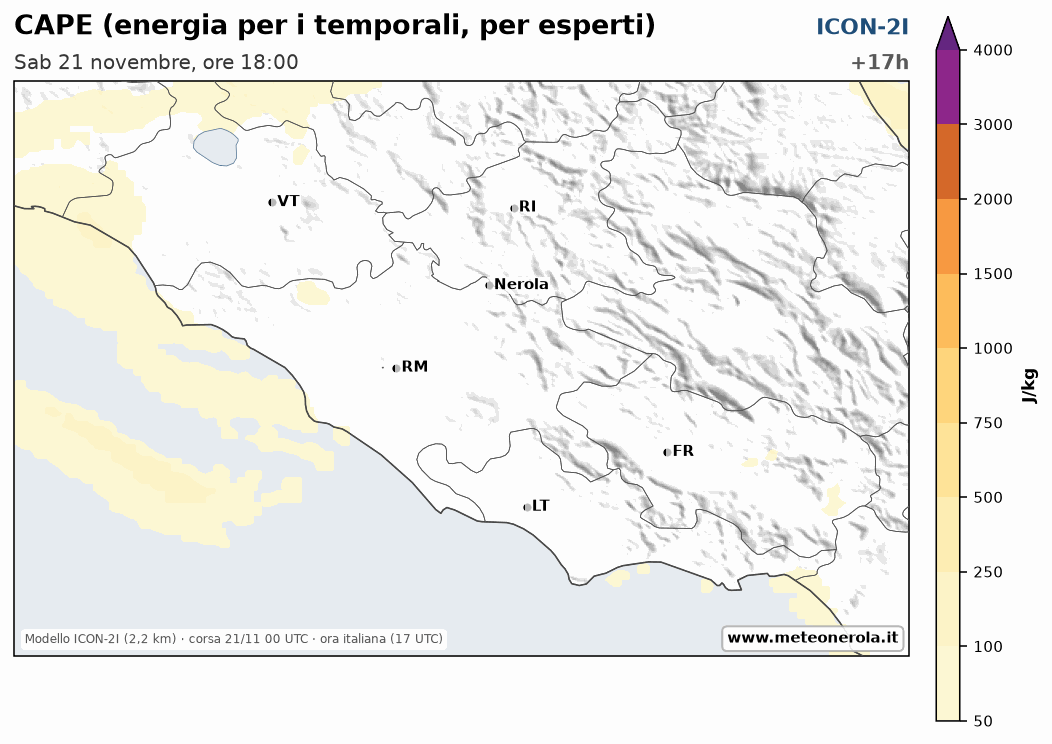 CAPE (energia per i temporali, per esperti)
ICON-2I
Sab 21 novembre, ore 18:00
+17h
4000
3000
2000
1500
1000
750
500
250
100
50
J/kg
VT
RI
Nerola
RM
FR
LT
Modello ICON-2I (2,2 km) · corsa 21/11 00 UTC · ora italiana (17 UTC)
www.meteonerola.it